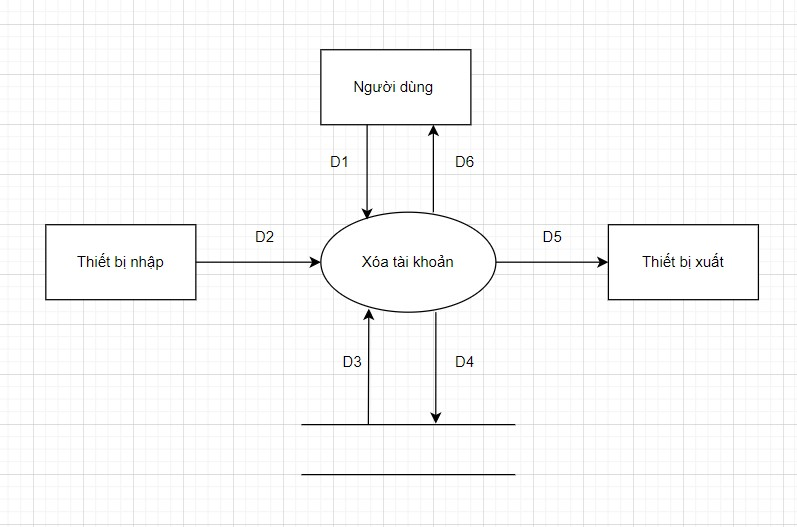 Người dùng
D1
D6
D2
D5
Thiết bị nhập
Xóa tài khoản
Thiết bị xuất
D3
D4